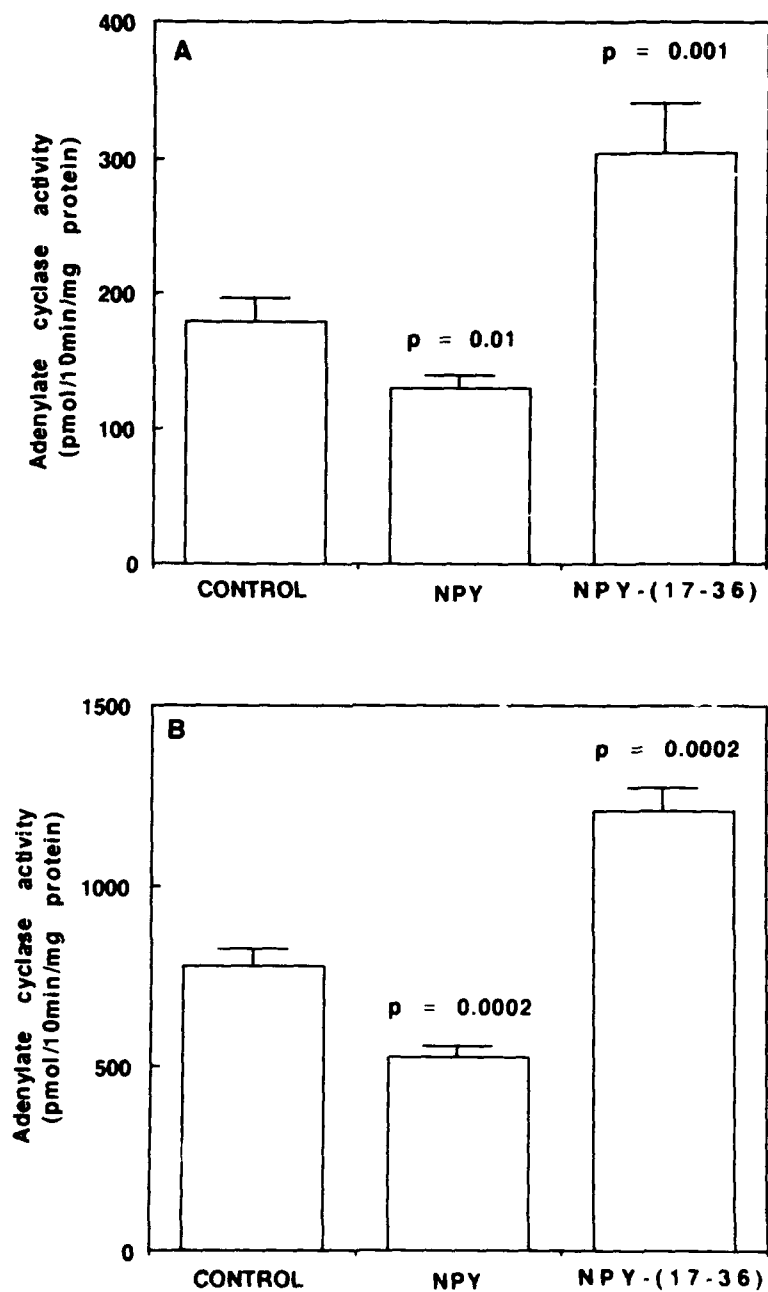 A
p = 0.001
p = 0.01
400
300
200
100
0
Adenylate cyclase activity
(pmol/10min/mg protein)
CONTROL NPY NPY-(17-36)
B
p = 0.0002
p = 0.0002
1500
1000
500
0
Adenylate cyclase activity
(pmol/10min/mg protein)
CONTROL NPY NPY-(17-36)